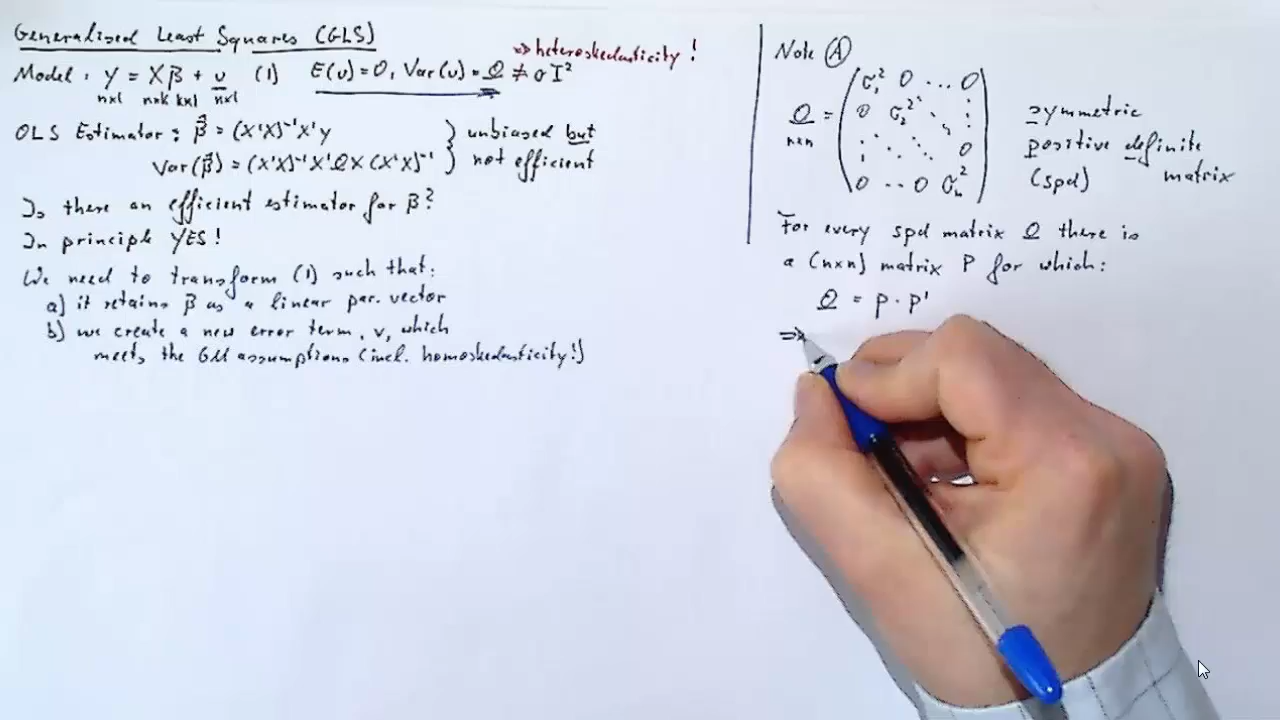 Generalized Least Squares (GLS)
⇒ heteroskedasticity !
Model : y = Xβ + u (1) E(u) = 0, Var(u) = Ω ≠ σI²
n×1 n×k k×1 n×1
OLS Estimator : β̂ = (X'X)⁻¹X'y } unbiased but
Var(β̂) = (X'X)⁻¹X'ΩX(X'X)⁻¹ } not efficient
Is there an efficient estimator for β?
In principle YES!
We need to transform (1) such that:
a) it retains β as a linear par. vector
b) we create a new error term, v, which
meets the GM assumptions (incl. homoskedasticity!)
Note Ⓐ
Ω = ( σ₁² 0 ... 0
n×n
0 σ₂² ⋱ ⋮
⋮ ⋱ ⋱ 0
0 .. 0 σₙ² )
symmetric
positive definite
(spd) matrix
For every spd matrix Ω there is
a (n×n) matrix P for which:
Ω = P · P'
⇒